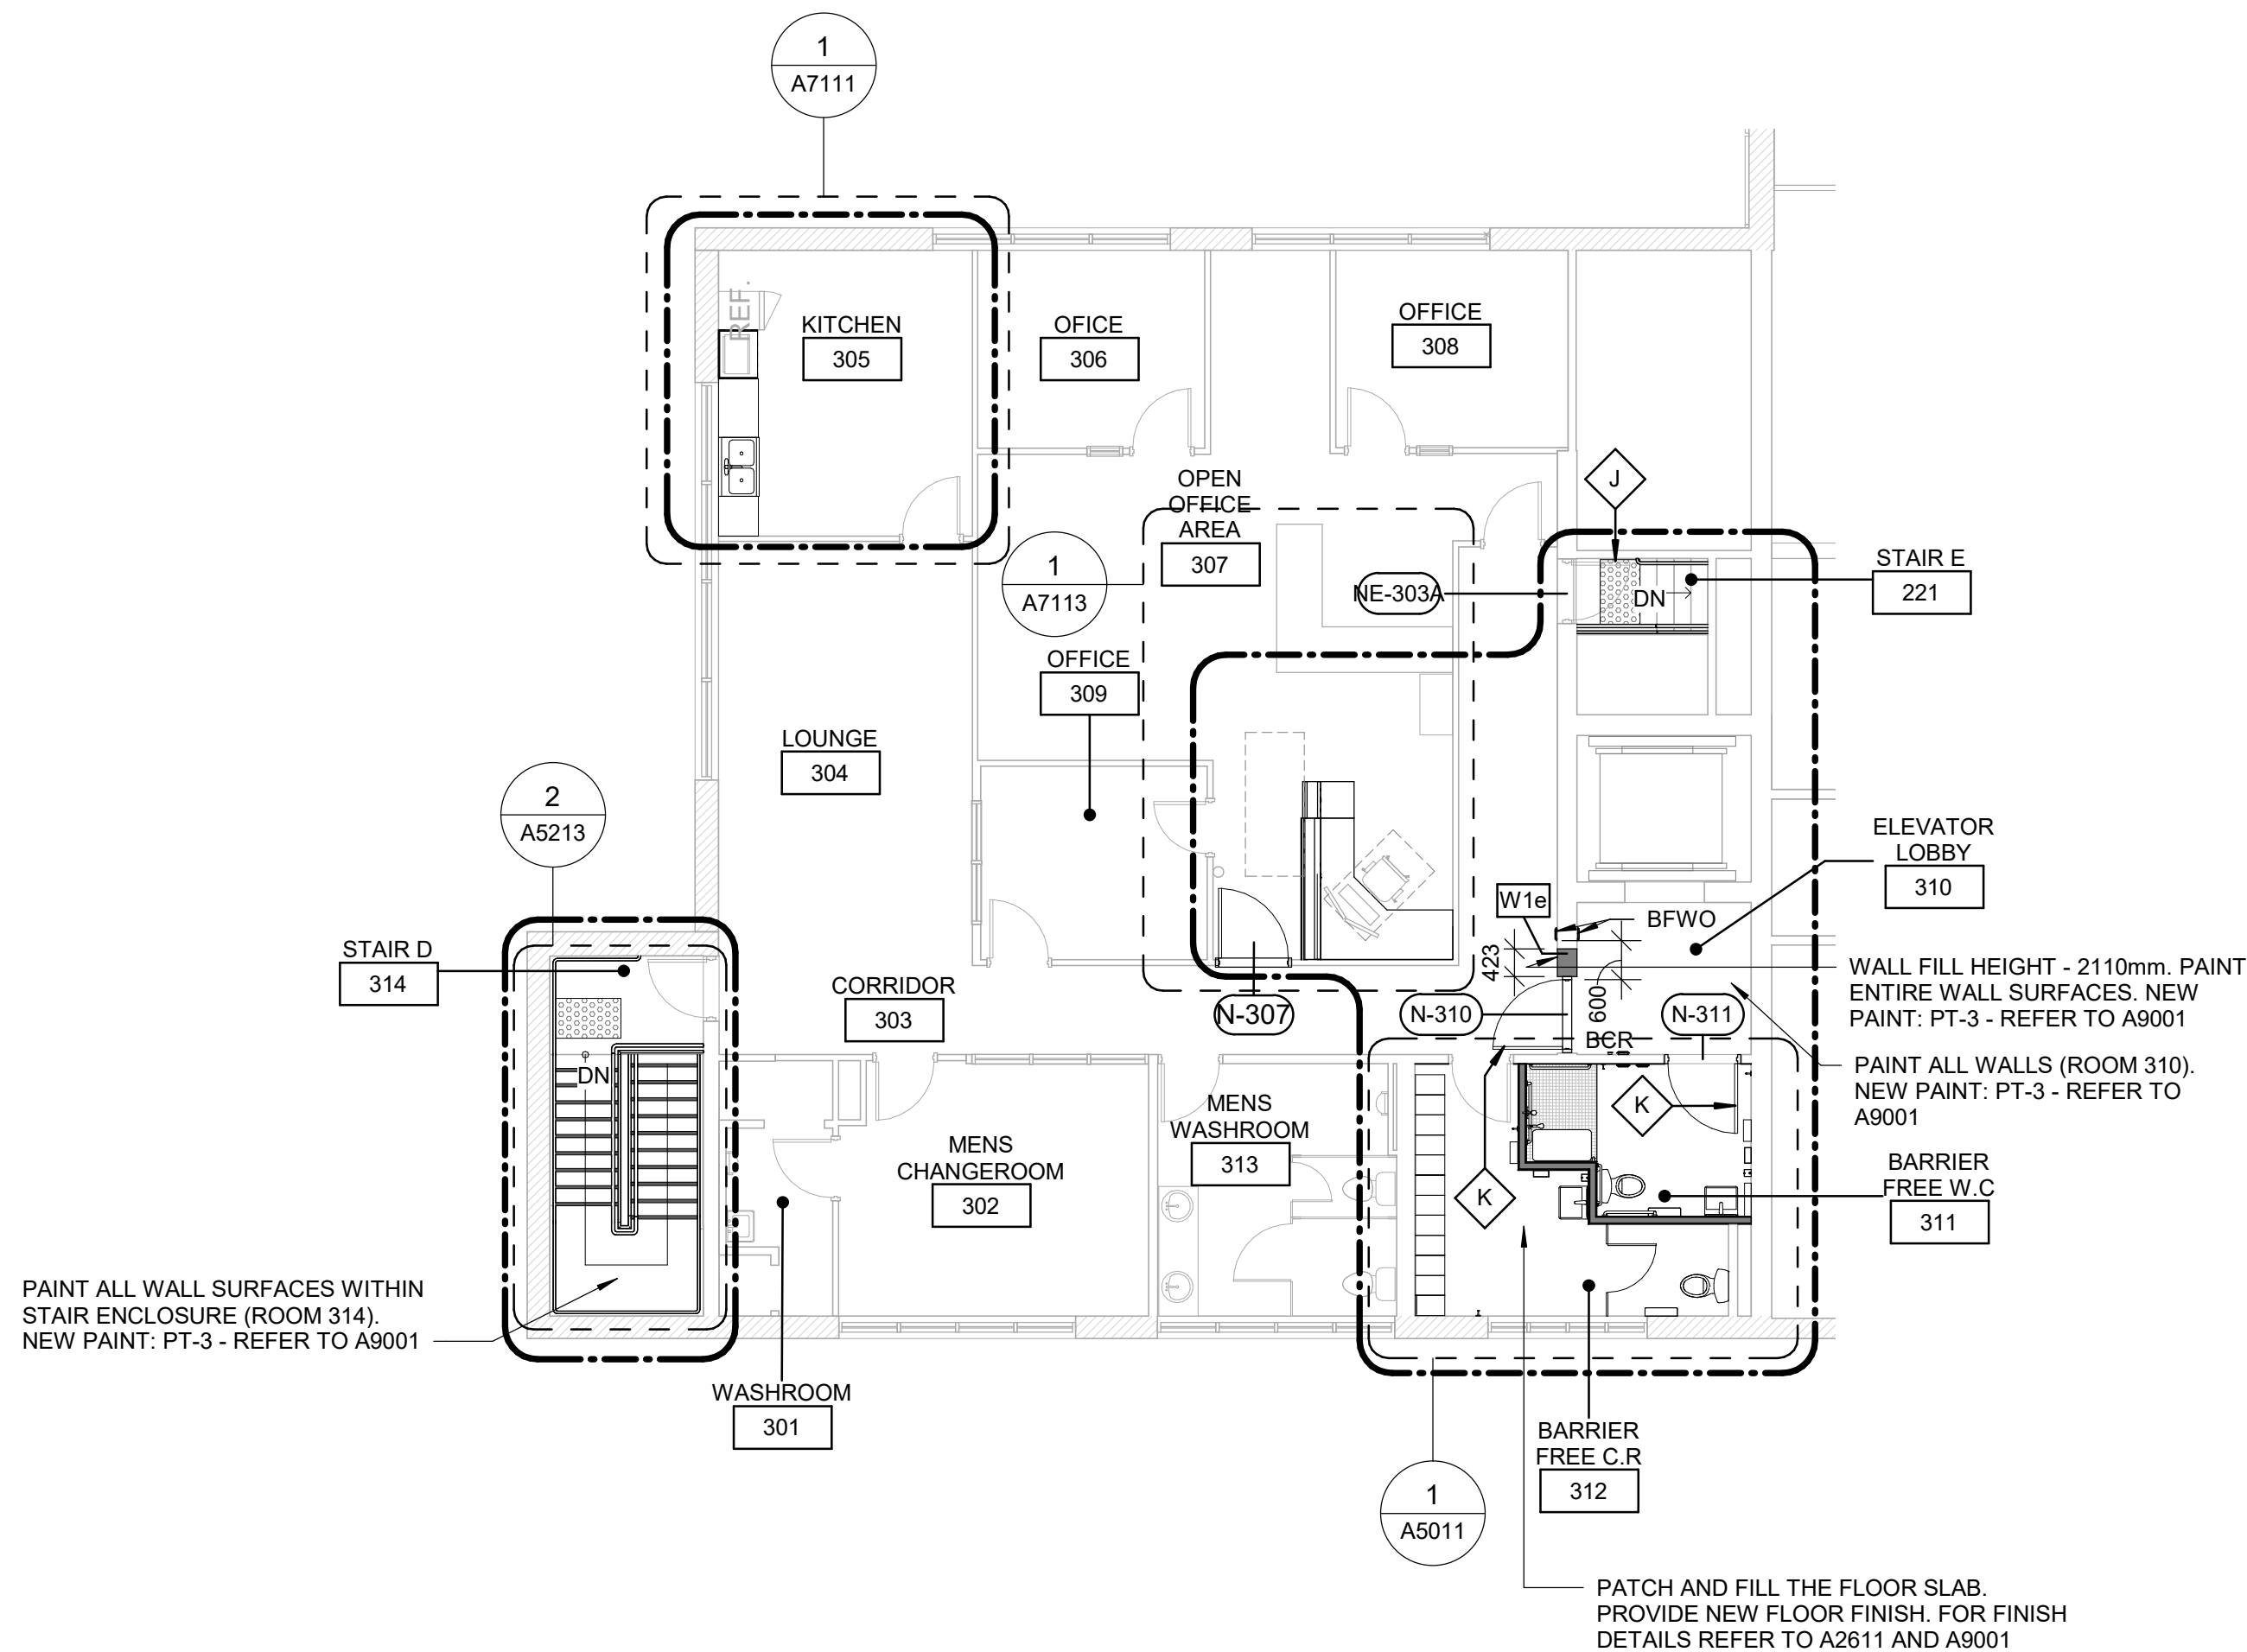 1
A7111
REF.
KITCHEN
305
OFICE
306
OFFICE
308
OPEN
OFFICE
AREA
307
J
1
A7113
NE-303A
DN
STAIR E
221
OFFICE
309
LOUNGE
304
2
A5213
ELEVATOR
LOBBY
310
W1e
BFWO
423
600
STAIR D
314
CORRIDOR
303
N-307
N-310
N-311
BCR
WALL FILL HEIGHT - 2110mm. PAINT
ENTIRE WALL SURFACES. NEW
PAINT: PT-3 - REFER TO A9001
PAINT ALL WALLS (ROOM 310).
NEW PAINT: PT-3 - REFER TO
A9001
DN
MENS
CHANGEROOM
302
MENS
WASHROOM
313
K
K
BARRIER
FREE W.C
311
PAINT ALL WALL SURFACES WITHIN
STAIR ENCLOSURE (ROOM 314).
NEW PAINT: PT-3 - REFER TO A9001
WASHROOM
301
BARRIER
FREE C.R
312
1
A5011
PATCH AND FILL THE FLOOR SLAB.
PROVIDE NEW FLOOR FINISH. FOR FINISH
DETAILS REFER TO A2611 AND A9001